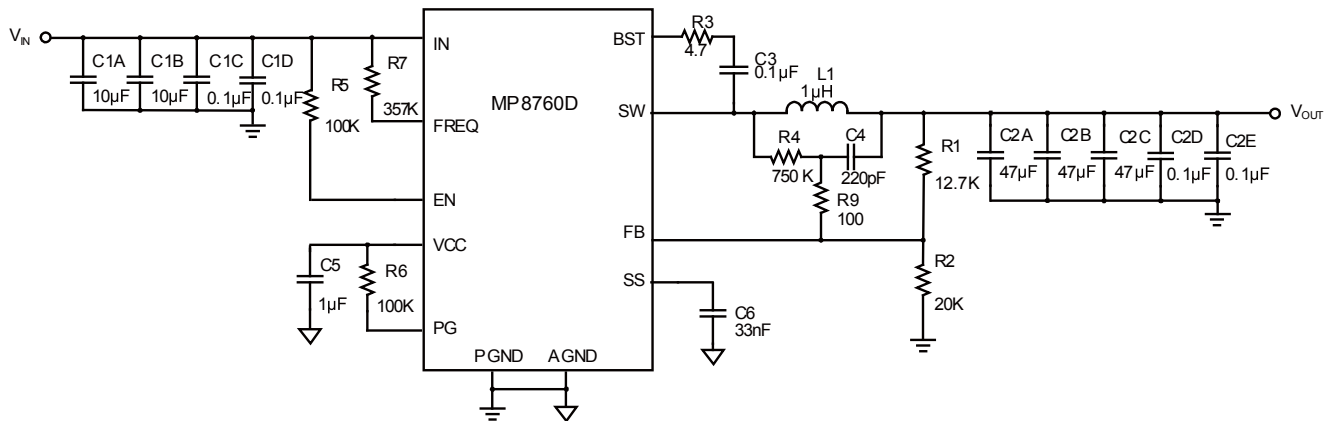 V_IN
C1A
10µF
C1B
10µF
C1C
0.1µF
C1D
0.1µF
R5
100K
R7
357K
IN
FREQ
EN
VCC
PG
MP8760D
BST
SW
FB
SS
PGND
AGND
C5
1µF
R6
100K
R3
4.7
C3
0.1µF
L1
1µH
R4
750K
C4
220pF
R9
100
R1
12.7K
R2
20K
C6
33nF
C2A
47µF
C2B
47µF
C2C
47µF
C2D
0.1µF
C2E
0.1µF
V_OUT